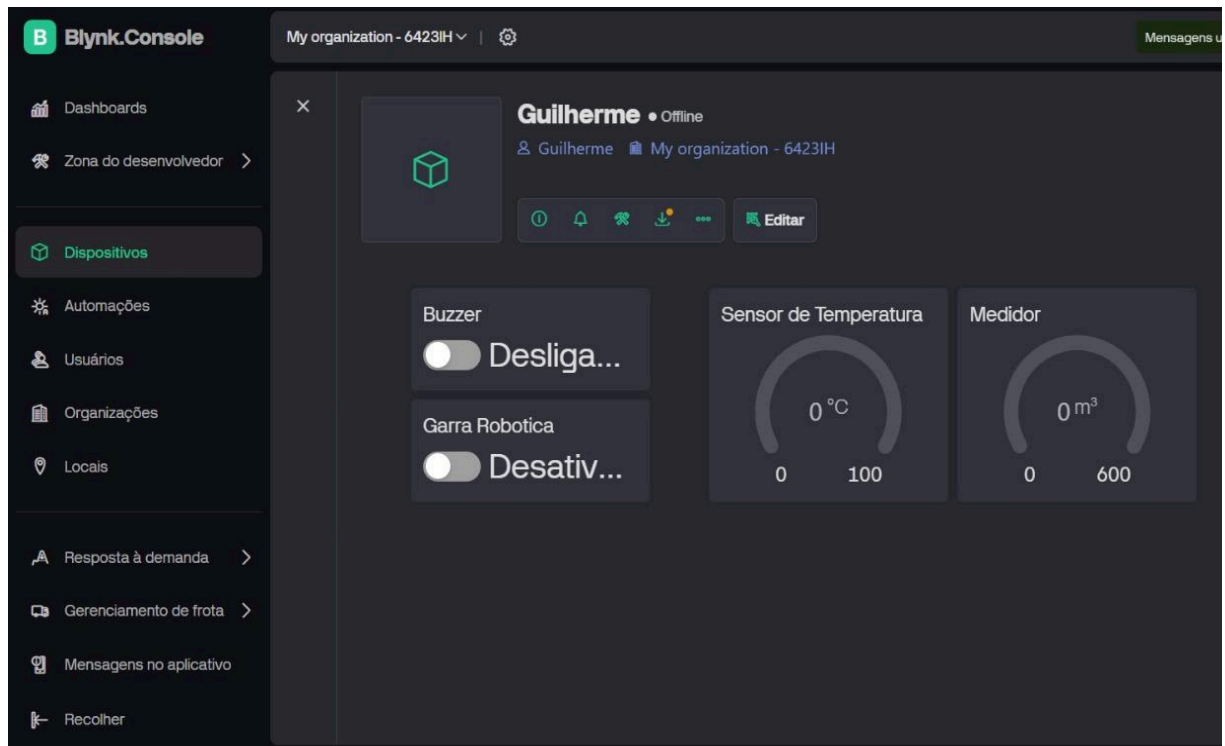 B Blynk.Console
My organization - 6423IH
Mensagens u
Dashboards
Zona do desenvolvedor
Dispositivos
Automações
Usuários
Organizações
Locais
Resposta à demanda
Gerenciamento de frota
Mensagens no aplicativo
Recolher
Guilherme • Offline
Guilherme My organization - 6423IH
Editar
Buzzer
Desliga...
Garra Robotica
Desativ...
Sensor de Temperatura
0 °C
0 100
Medidor
0 m³
0 600